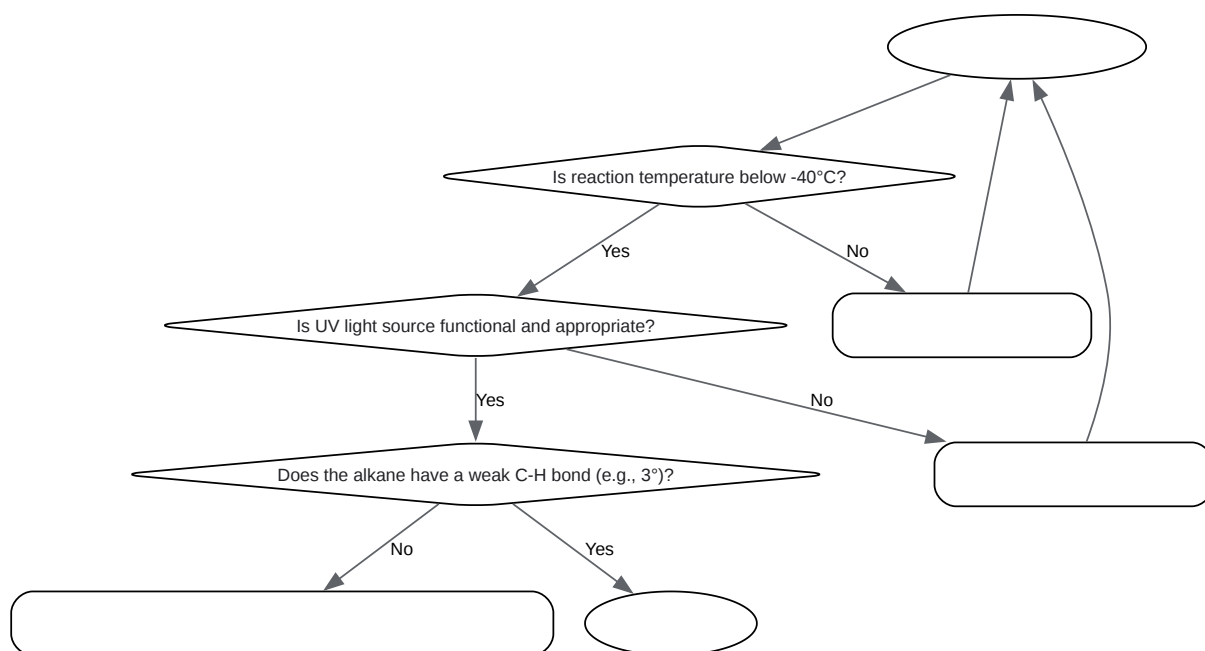 Is reaction temperature below -40°C?
Yes
No
Is UV light source functional and appropriate?
Yes
No
Does the alkane have a weak C-H bond (e.g., 3°)?
No
Yes